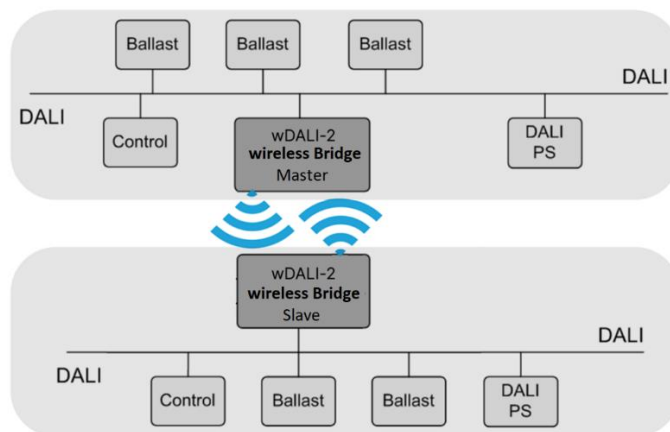 Ballast
Ballast
Ballast
DALI
DALI
Control
wDALI-2
wireless Bridge
Master
DALI
PS
wDALI-2
wireless Bridge
Slave
DALI
DALI
Control
Ballast
Ballast
DALI
PS